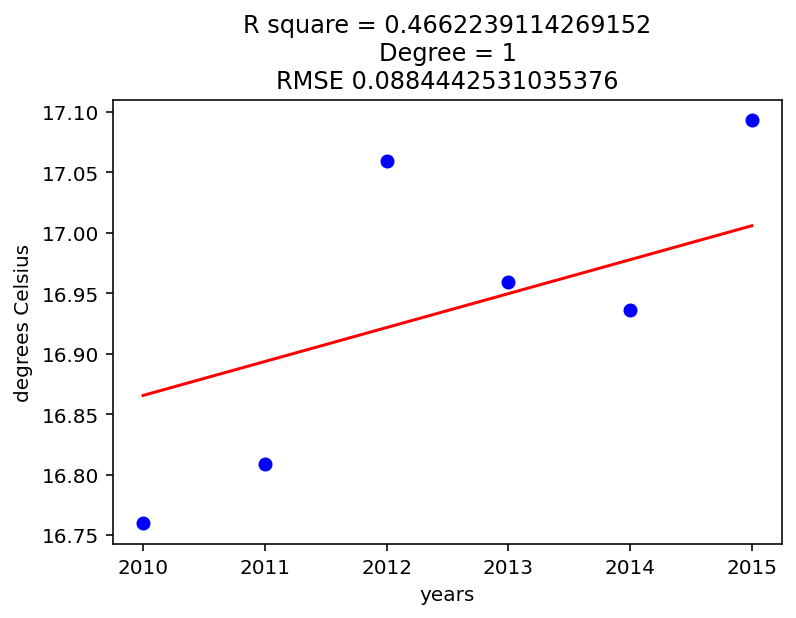 R square = 0.4662239114269152
Degree = 1
RMSE 0.0884442531035376
17.10
17.05
17.00
16.95
16.90
16.85
16.80
16.75
degrees Celsius
2010 2011 2012 2013 2014 2015
years